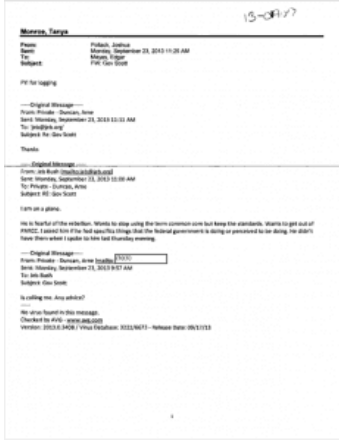 Monroe, Tanya
From: Pollack, Joshua
Sent: Monday, September 23, 2013 11:25 AM
To: Edgar
Subject: FW: Gov Scott
PII for logging
-----Original Message-----
From: Private - Duncan, Arne
Sent: Monday, September 23, 2013 11:11 AM
To: 'jeb@jeb.org'
Subject: Re: Gov Scott
Thanks
-----Original Message-----
From: Jeb Bush [mailto:jeb@jeb.org]
Sent: Monday, September 23, 2013 11:00 AM
To: Private - Duncan, Arne
Subject: RE: Gov Scott
I am on a plane.
He is fearful of the rebellion. Wants to stop using the term common core but keep the standards. Wants to get out of
PARCC. I asked him if he had specific things that the federal government is doing or perceived to be doing. He didn't
have them when I spoke to him last thursday evening.
-----Original Message-----
From: Private - Duncan, Arne [mailto:
Sent: Monday, September 23, 2013 9:57 AM
To: Jeb Bush
Subject: Gov Scott
Is calling me. Any advice?
-----
No virus found in this message.
Checked by AVG - www.avg.com
Version: 2013.0.3408 / Virus Database: 3222/6677 - Release Date: 09/17/13